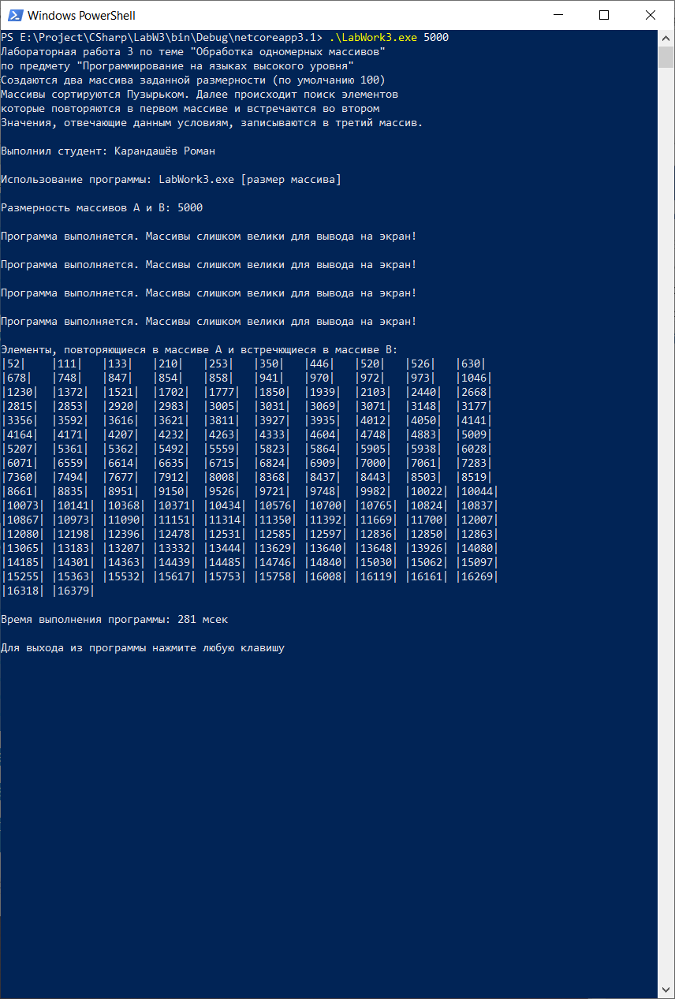 Windows PowerShell
PS E:\Project\CSharp\LabW3\bin\Debug\netcoreapp3.1> .\LabWork3.exe 5000
Лабораторная работа 3 по теме "Обработка одномерных массивов"
по предмету "Программирование на языках высокого уровня"
Создаются два массива заданной размерности (по умолчанию 100)
Массивы сортируются Пузырьком. Далее происходит поиск элементов
которые повторяются в первом массиве и встречаются во втором
Значения, отвечающие данным условиям, записываются в третий массив.
Выполнил студент: Карандашёв Роман
Использование программы: LabWork3.exe [размер массива]
Размерность массивов A и B: 5000
Программа выполняется. Массивы слишком велики для вывода на экран!
Программа выполняется. Массивы слишком велики для вывода на экран!
Программа выполняется. Массивы слишком велики для вывода на экран!
Программа выполняется. Массивы слишком велики для вывода на экран!
Элементы, повторяющиеся в массиве A и встречющиеся в массиве B:
|52| |111| |133| |210| |253| |350| |446| |520| |526| |630|
|678| |748| |847| |854| |858| |941| |970| |972| |973| |1046|
|1230| |1372| |1521| |1702| |1777| |1850| |1939| |2103| |2440| |2668|
|2815| |2853| |2920| |2983| |3005| |3031| |3069| |3071| |3148| |3177|
|3356| |3592| |3616| |3621| |3811| |3927| |3935| |4012| |4050| |4141|
|4164| |4171| |4207| |4232| |4263| |4333| |4604| |4748| |4883| |5009|
|5207| |5361| |5362| |5492| |5559| |5823| |5864| |5905| |5938| |6028|
|6071| |6559| |6614| |6635| |6715| |6824| |6909| |7000| |7061| |7283|
|7360| |7494| |7677| |7912| |8008| |8368| |8437| |8443| |8503| |8519|
|8661| |8835| |8951| |9150| |9526| |9721| |9748| |9982| |10022| |10044|
|10073| |10141| |10368| |10371| |10434| |10576| |10700| |10765| |10824| |10837|
|10867| |10973| |11090| |11151| |11314| |11350| |11392| |11669| |11700| |12007|
|12080| |12198| |12396| |12478| |12531| |12585| |12597| |12836| |12850| |12863|
|13065| |13183| |13207| |13332| |13444| |13629| |13640| |13648| |13926| |14080|
|14185| |14301| |14363| |14439| |14485| |14746| |14840| |15030| |15062| |15097|
|15255| |15363| |15532| |15617| |15753| |15758| |16008| |16119| |16161| |16269|
|16318| |16379|
Время выполнения программы: 281 мсек
Для выхода из программы нажмите любую клавишу